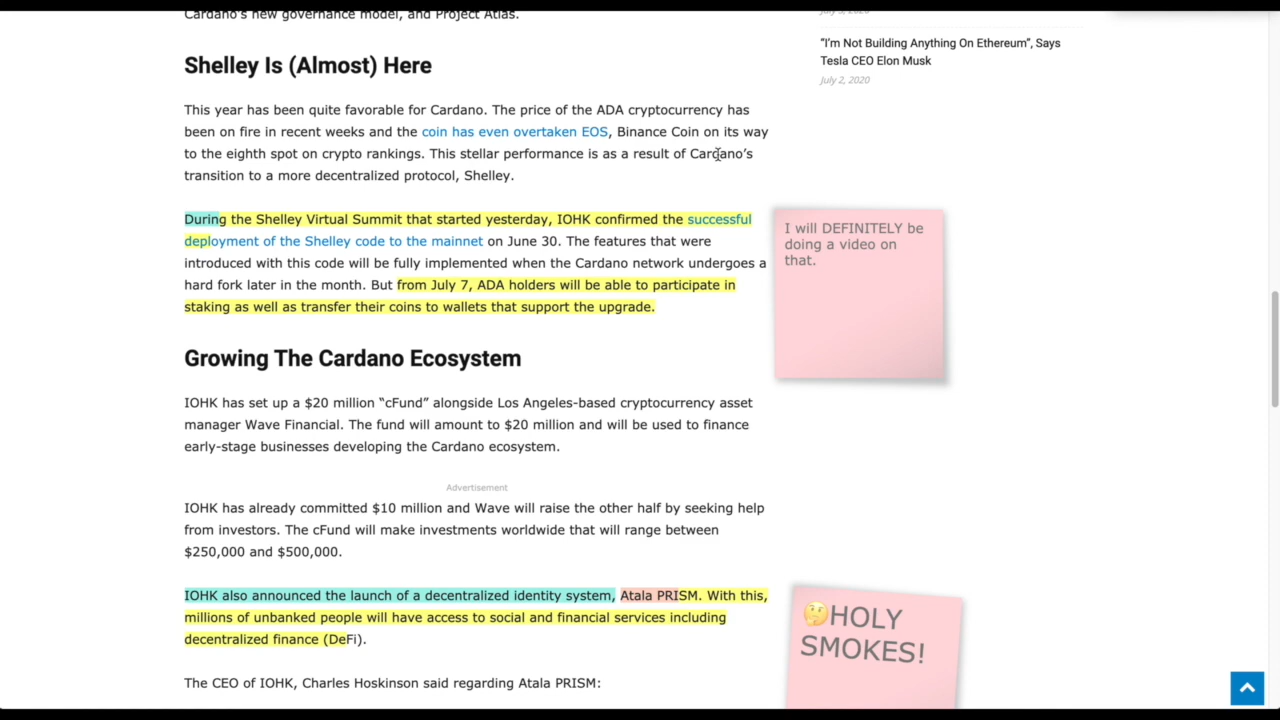 Cardano's new governance model, and Project Atlas.
Shelley Is (Almost) Here
This year has been quite favorable for Cardano. The price of the ADA cryptocurrency has
been on fire in recent weeks and the coin has even overtaken EOS, Binance Coin on its way
to the eighth spot on crypto rankings. This stellar performance is as a result of Cardano’s
transition to a more decentralized protocol, Shelley.
During the Shelley Virtual Summit that started yesterday, IOHK confirmed the successful
deployment of the Shelley code to the mainnet on June 30. The features that were
introduced with this code will be fully implemented when the Cardano network undergoes a
hard fork later in the month. But from July 7, ADA holders will be able to participate in
staking as well as transfer their coins to wallets that support the upgrade.
Growing The Cardano Ecosystem
IOHK has set up a $20 million “cFund” alongside Los Angeles-based cryptocurrency asset
manager Wave Financial. The fund will amount to $20 million and will be used to finance
early-stage businesses developing the Cardano ecosystem.
Advertisement
IOHK has already committed $10 million and Wave will raise the other half by seeking help
from investors. The cFund will make investments worldwide that will range between
$250,000 and $500,000.
IOHK also announced the launch of a decentralized identity system, Atala PRISM. With this,
millions of unbanked people will have access to social and financial services including
decentralized finance (DeFi).
The CEO of IOHK, Charles Hoskinson said regarding Atala PRISM:
“I’m Not Building Anything On Ethereum”, Says
Tesla CEO Elon Musk
July 2, 2020
I will DEFINITELY be
doing a video on
that.
🤔HOLY
SMOKES!